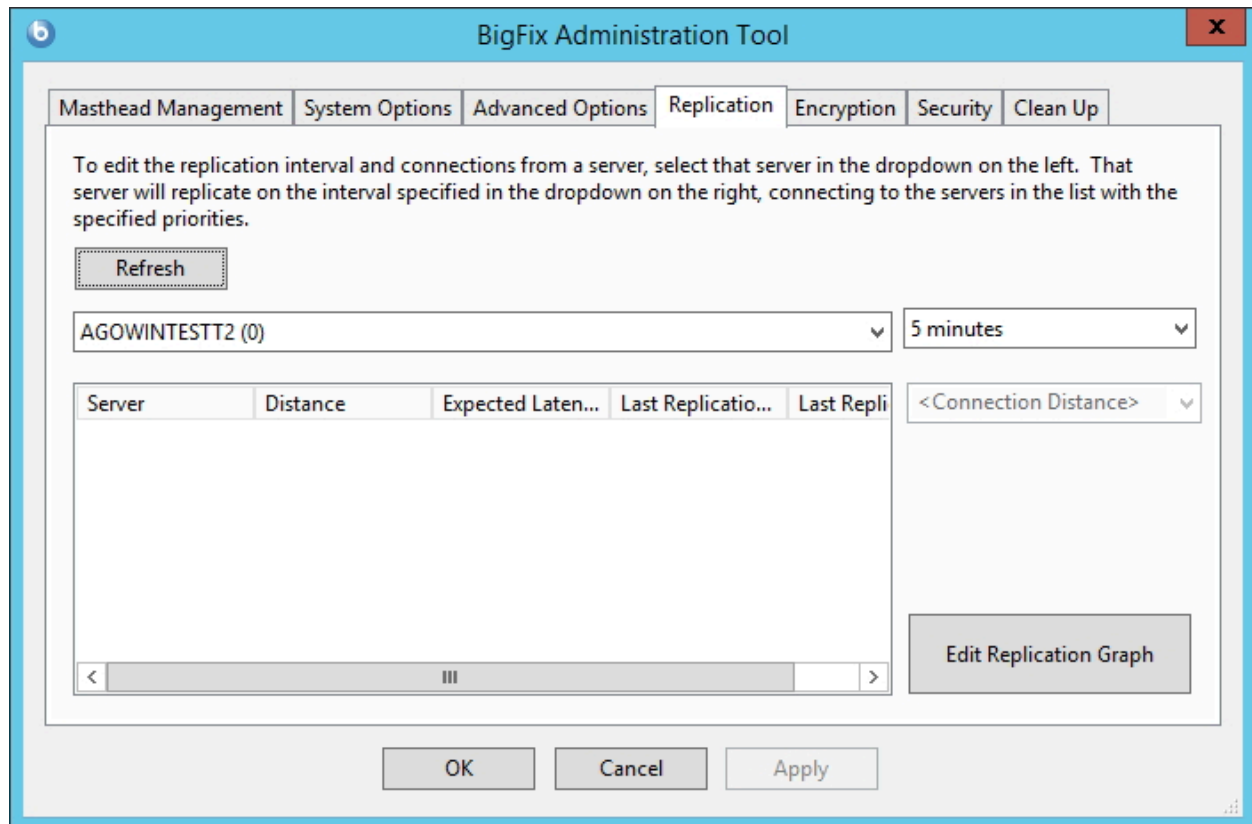 BigFix Administration Tool
x
Masthead Management System Options Advanced Options Replication Encryption Security Clean Up
To edit the replication interval and connections from a server, select that server in the dropdown on the left. That
server will replicate on the interval specified in the dropdown on the right, connecting to the servers in the list with the
specified priorities.
Refresh
AGOWINTESTT2 (0) 5 minutes
Server Distance Expected Laten... Last Replicatio... Last Repli <Connection Distance>
Edit Replication Graph
OK Cancel Apply